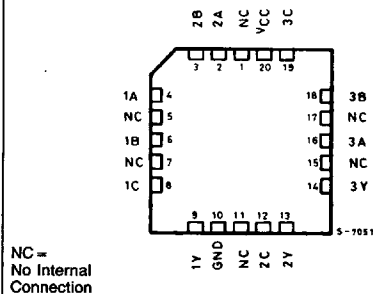 2B 2A NC VCC 3C
3 2 1 20 19
1A 4 18 3B
NC 5 17 NC
1B 6 16 3A
NC 7 15 NC
1C 8 14 3Y
9 10 11 12 13
1Y GND NC 2C 2Y
S-7051
NC =
No Internal
Connection